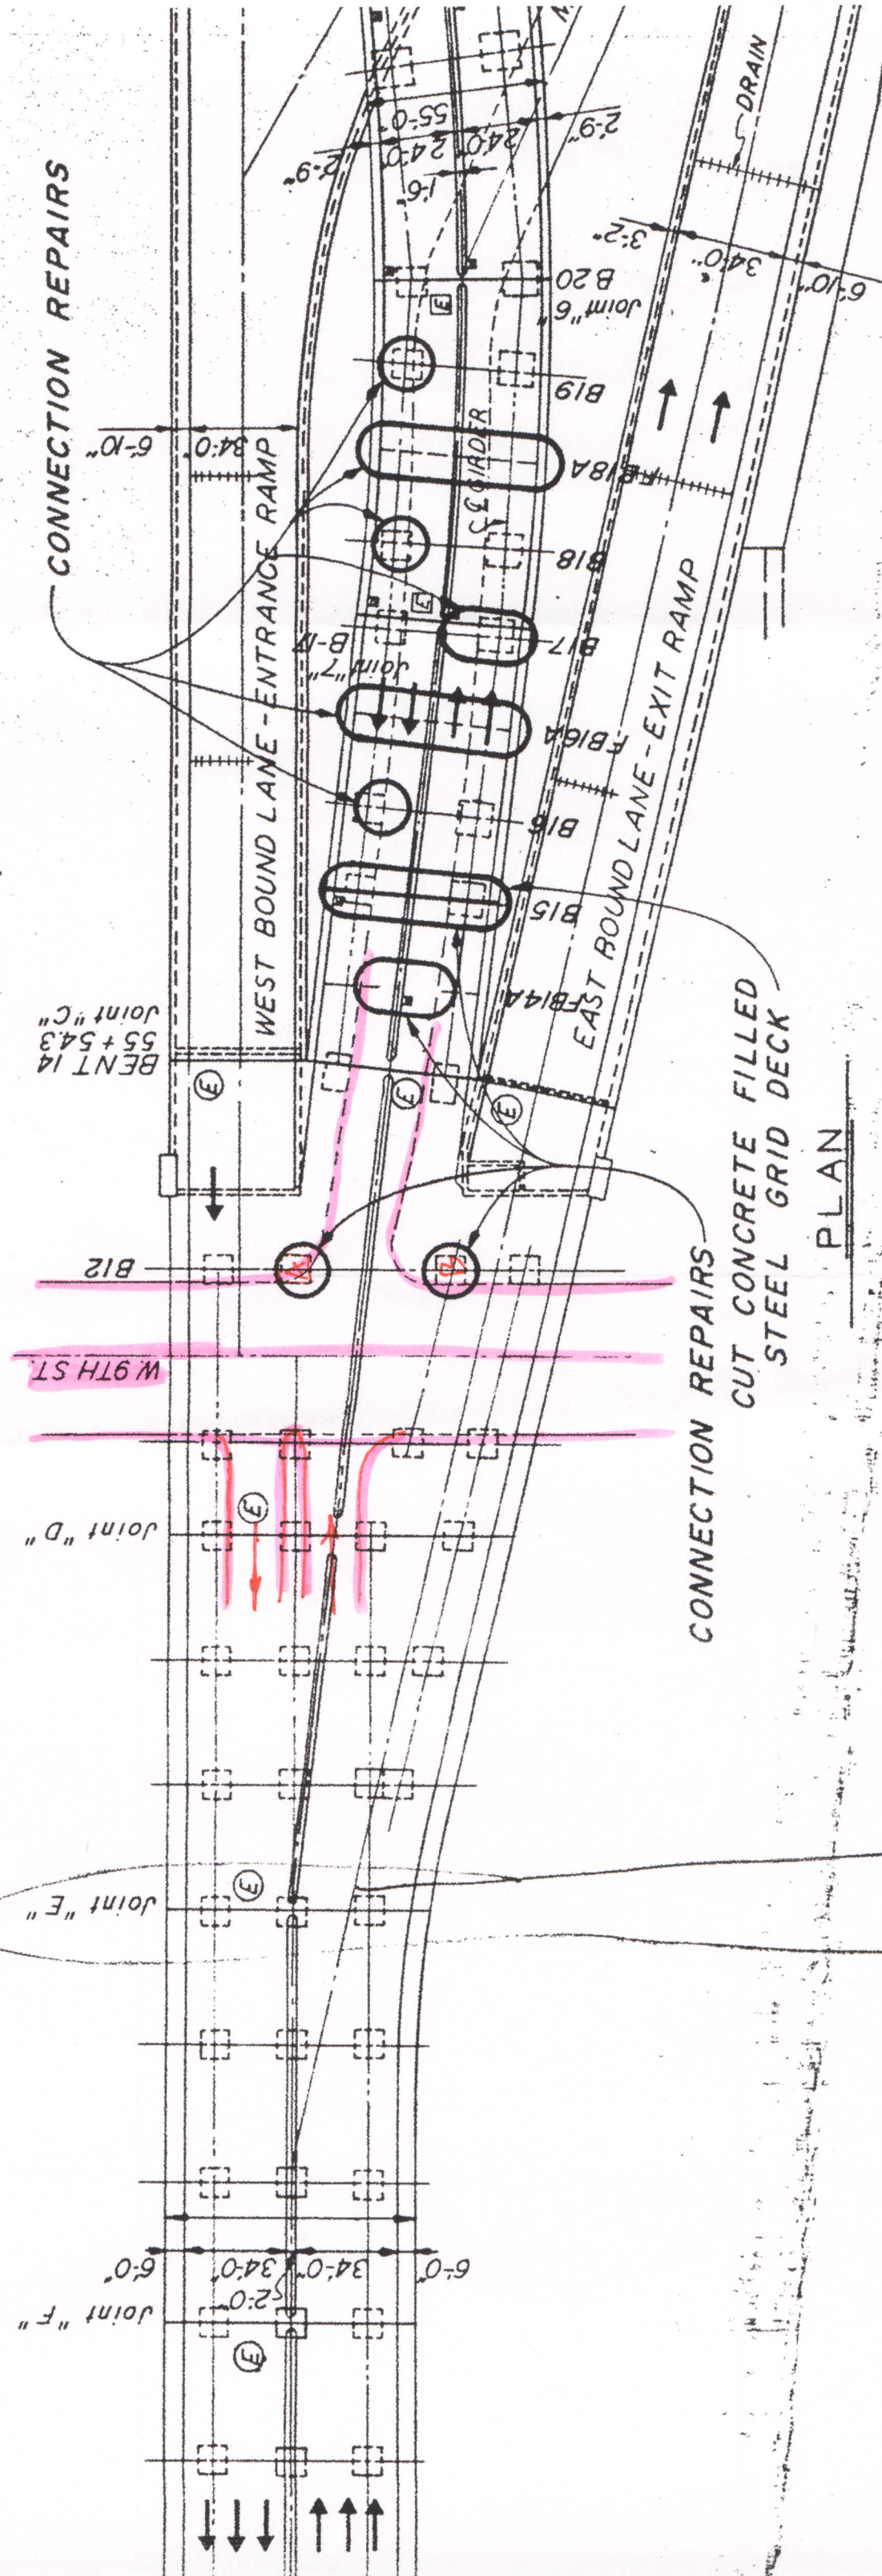 CONNECTION REPAIRS
DRAIN
2'-9"
24'-0"
55'-0
24'-0"
2'-9"
1'-6
3'-2"
34'-0"
6'-10"
B20
Joint "6"
E
B19
6'-10"
34'-0"
WEST BOUND LANE-ENTRANCE RAMP
FB18A
℄ GIRDER
B18
E
B-17
Joint "7"
B17
FB16A
B16
B15
EAST BOUND LANE-EXIT RAMP
FB14A
BENT 14
55 + 54.3
Joint "C"
E
E
E
CUT CONCRETE FILLED
STEEL GRID DECK
PLAN
B12
A
B
W. 9TH ST.
CONNECTION REPAIRS
Joint "D"
E
Joint "E"
E
6'-0"
34'-0"
34'-0"
6'-0"
2'-0"
Joint "F"
E